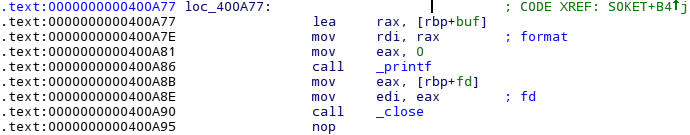 .text:0000000000400A77 loc_400A77: ; CODE XREF: SOKET+B4↑j
.text:0000000000400A77 lea rax, [rbp+buf]
.text:0000000000400A7E mov rdi, rax ; format
.text:0000000000400A81 mov eax, 0
.text:0000000000400A86 call _printf
.text:0000000000400A8B mov eax, [rbp+fd]
.text:0000000000400A8E mov edi, eax ; fd
.text:0000000000400A90 call _close
.text:0000000000400A95 nop